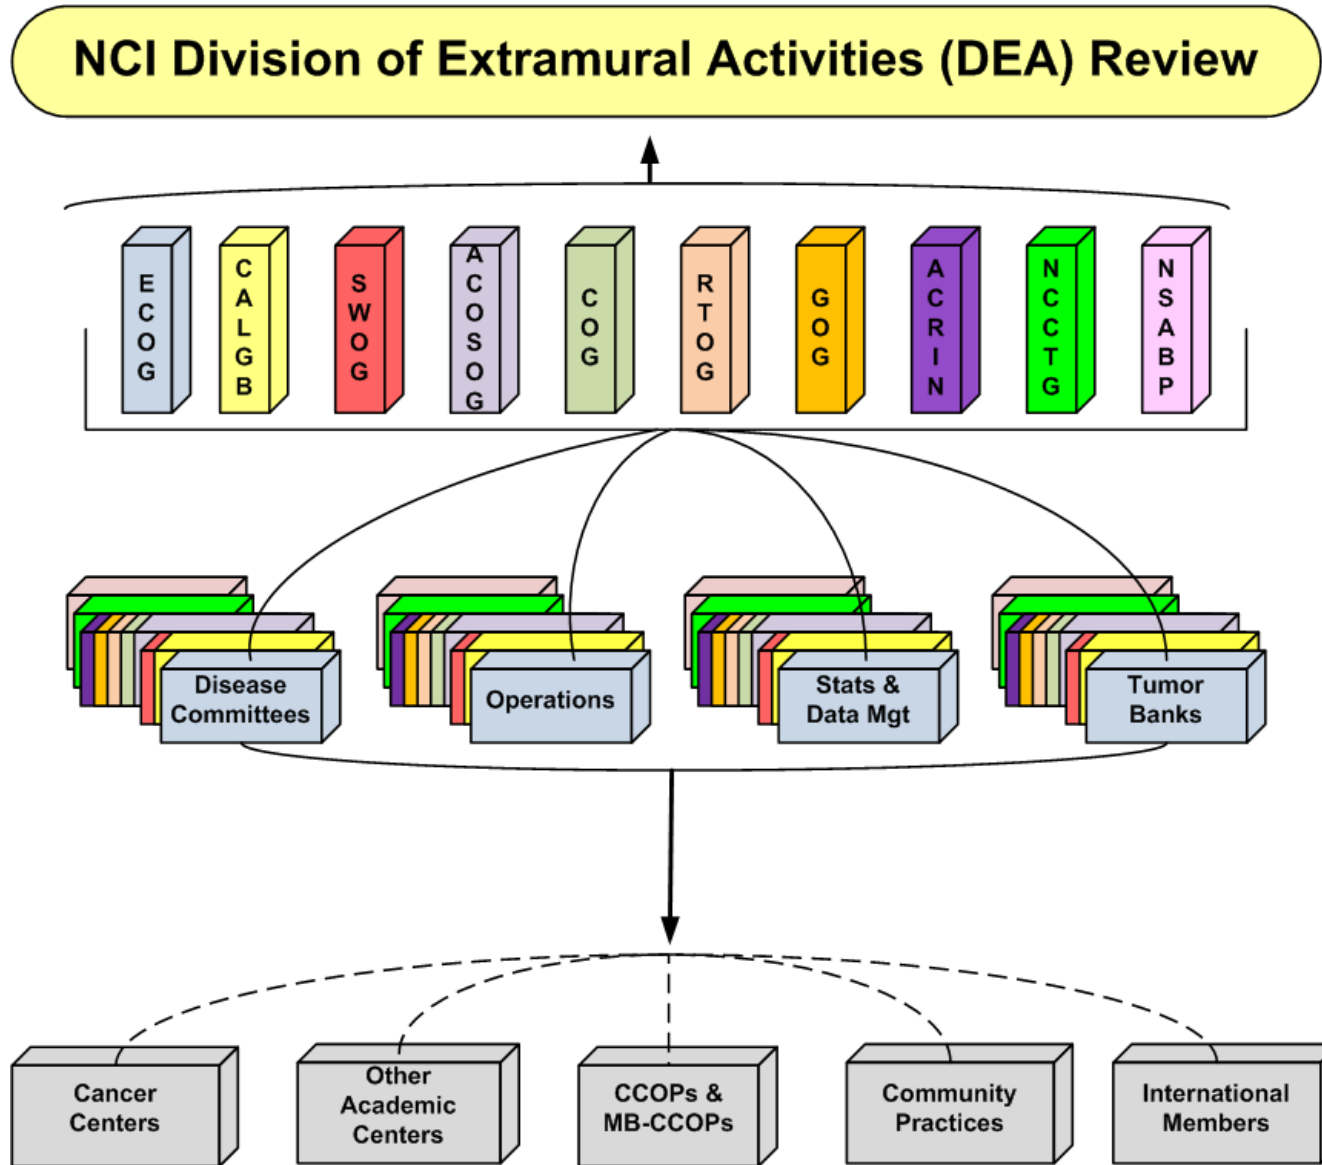 NCI Division of Extramural Activities (DEA) Review
ECOG
CALGB
SWOG
ACOSOG
COG
RTOG
GOG
ACRIN
NCCTG
NSABP
Disease
Committees
Operations
Stats &
Data Mgt
Tumor
Banks
Cancer
Centers
Other
Academic
Centers
CCOPs &
MB-CCOPs
Community
Practices
International
Members